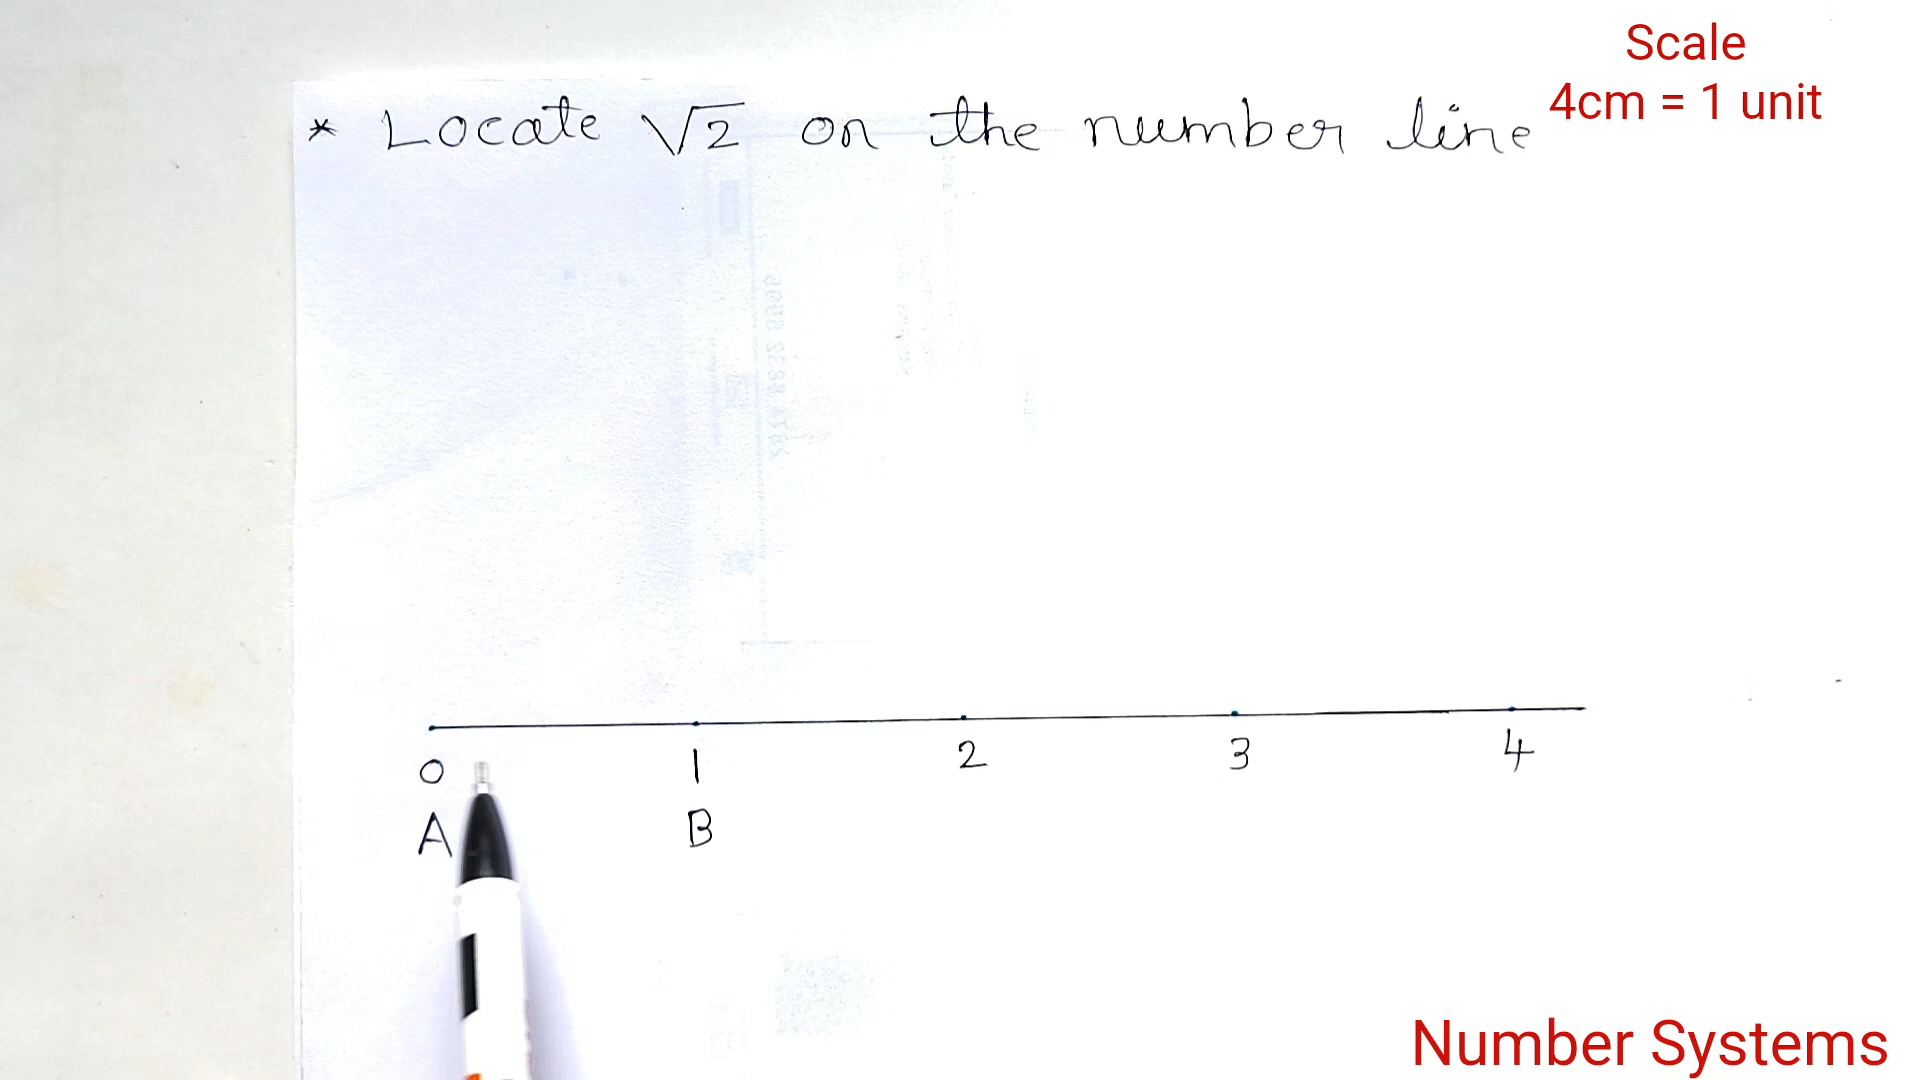 Scale
4cm = 1 unit
* Locate √2 on the number line
0 1 2 3 4
A B
Number Systems